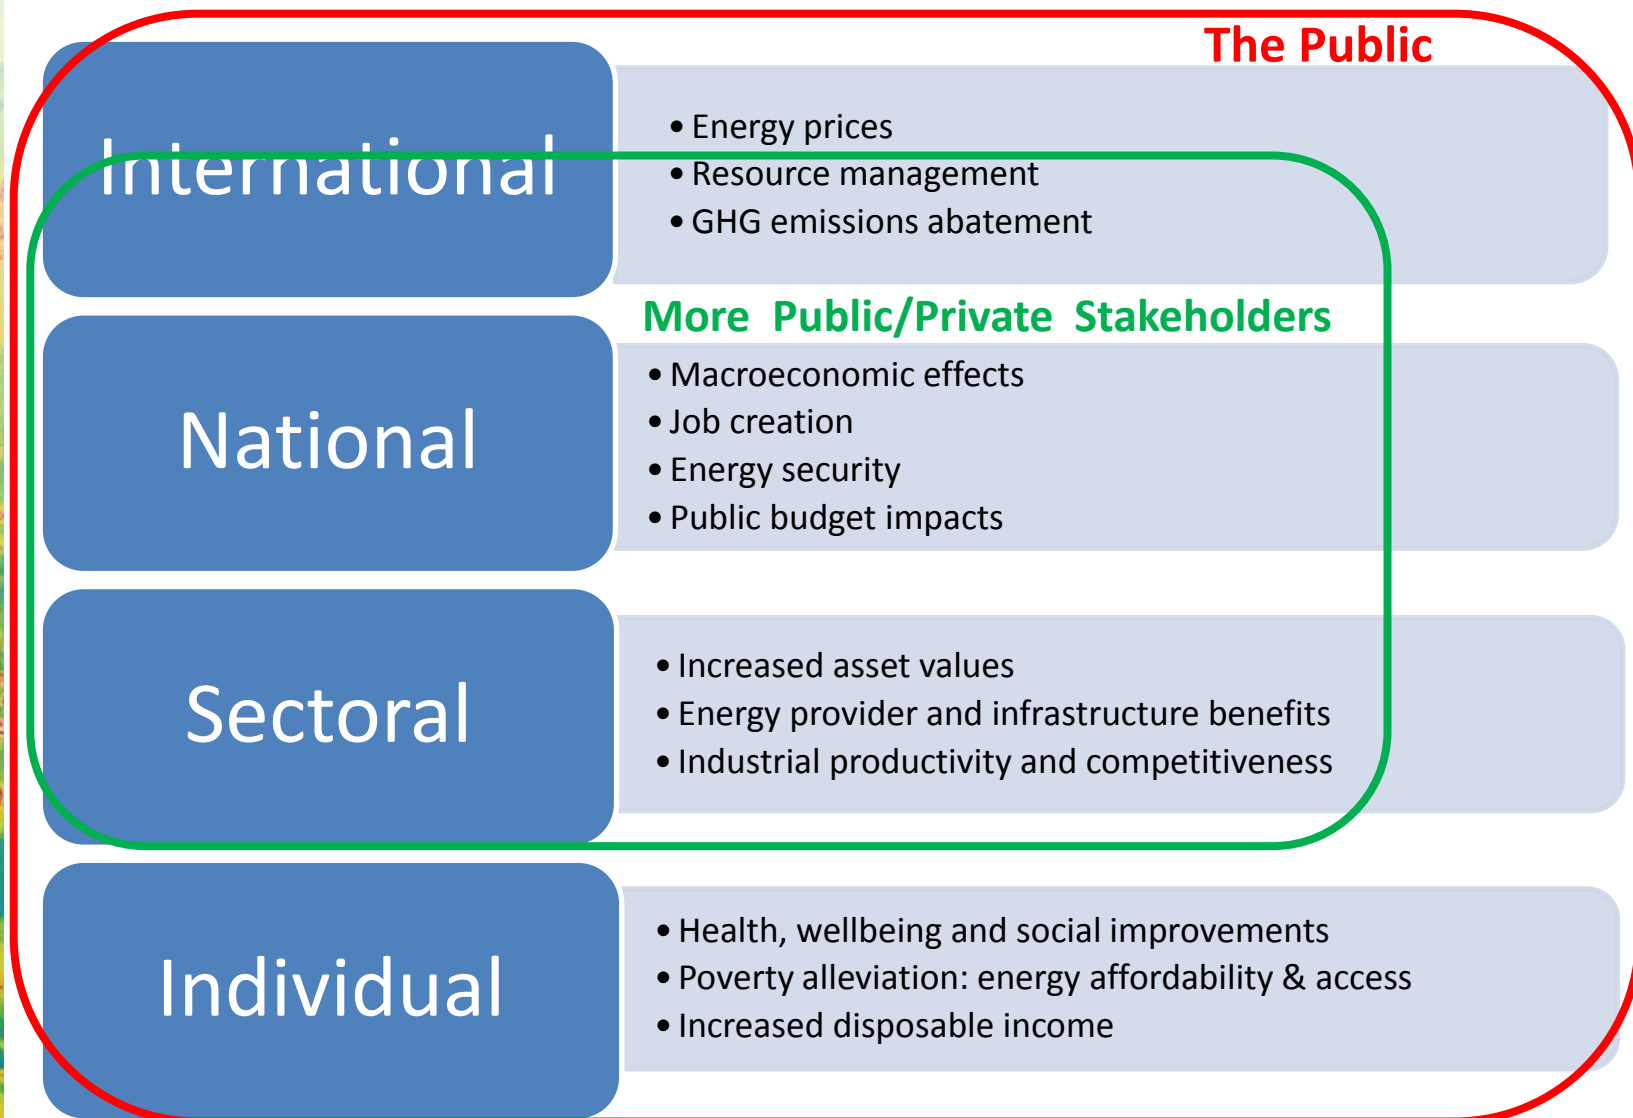 The Public
International
• Energy prices
• Resource management
• GHG emissions abatement
More Public/Private Stakeholders
National
• Macroeconomic effects
• Job creation
• Energy security
• Public budget impacts
Sectoral
• Increased asset values
• Energy provider and infrastructure benefits
• Industrial productivity and competitiveness
Individual
• Health, wellbeing and social improvements
• Poverty alleviation: energy affordability & access
• Increased disposable income